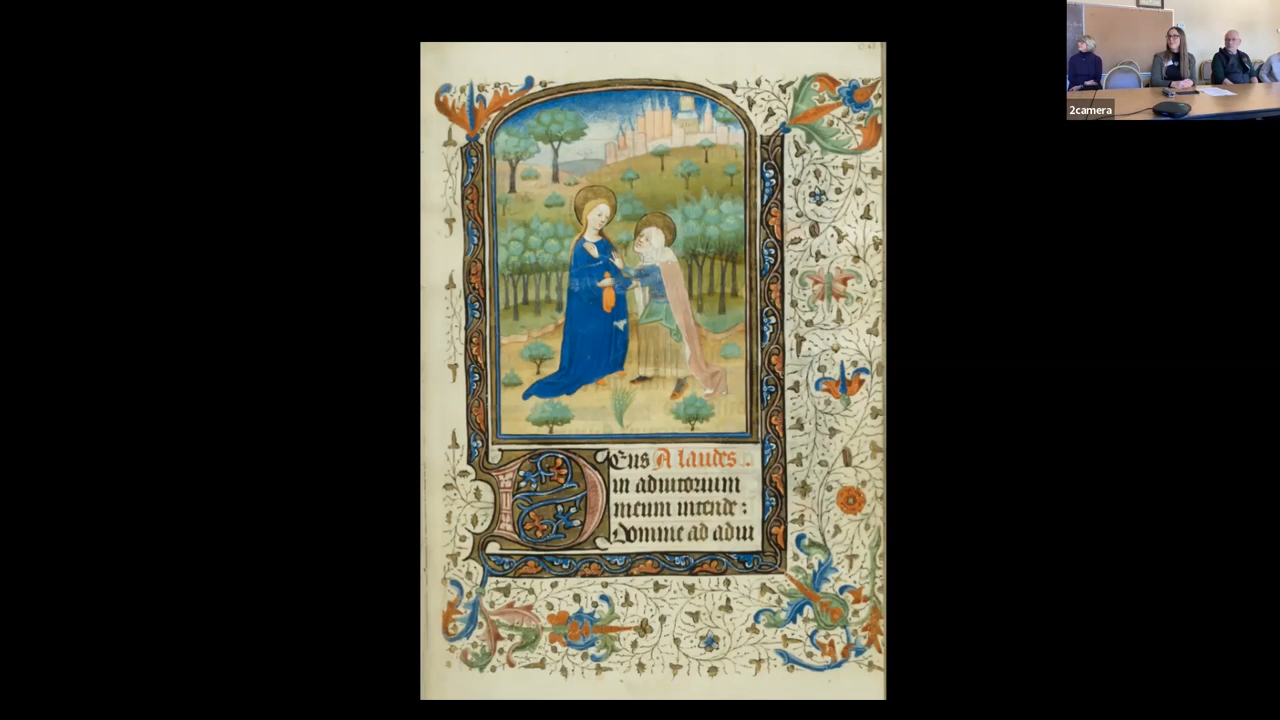 Deus A laudes.
in adiutorium
meum intende:
Domine ad adiu
2camera